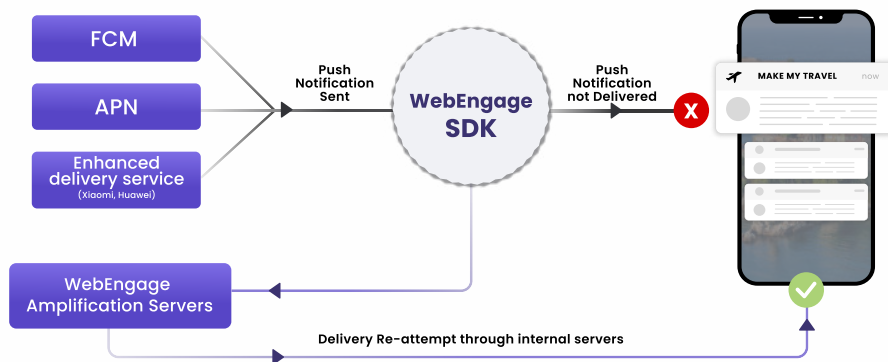 FCM
APN
Enhanced
delivery service
(Xiaomi, Huawei)
Push
Notification
Sent
WebEngage
SDK
Push
Notification
not Delivered
X
MAKE MY TRAVEL
now
WebEngage
Amplification Servers
Delivery Re-attempt through internal servers